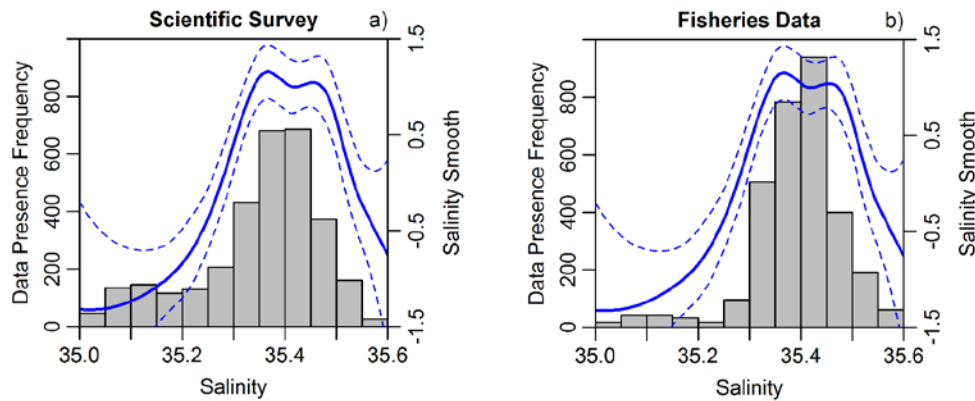 Scientific Survey a)
Data Presence Frequency
0 200 400 600 800
35.0 35.2 35.4 35.6
Salinity
-1.5 -0.5 0.5 1.5
Salinity Smooth
Fisheries Data b)
Data Presence Frequency
0 200 400 600 800
35.0 35.2 35.4 35.6
Salinity
-1.5 -0.5 0.5 1.5
Salinity Smooth